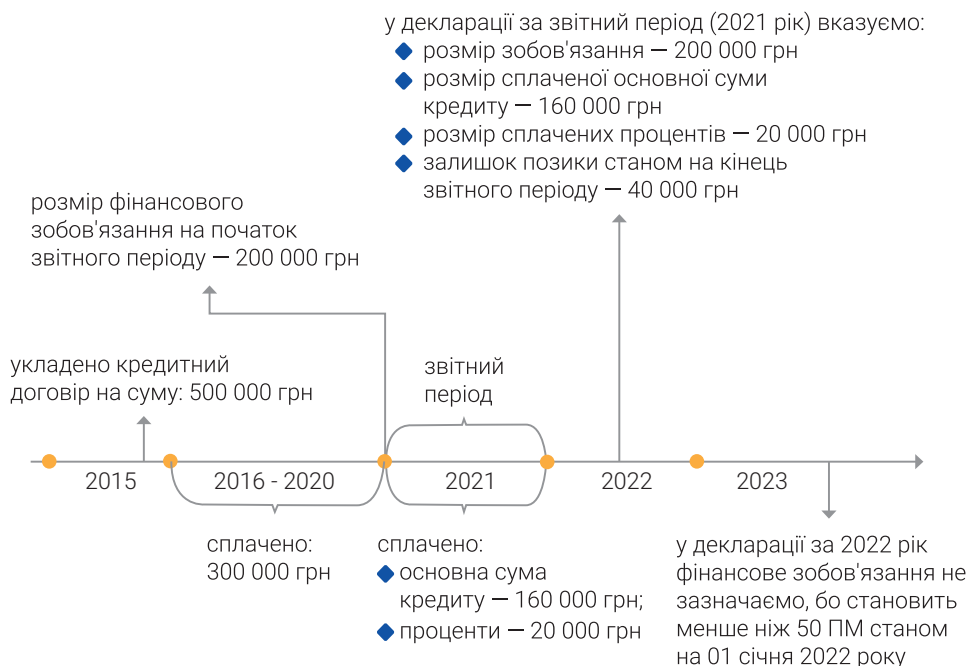 у декларації за звітний період (2021 рік) вказуємо:
розмір зобов'язання — 200 000 грн
розмір сплаченої основної суми
кредиту — 160 000 грн
розмір сплачених процентів — 20 000 грн
залишок позики станом на кінець
звітного періоду — 40 000 грн
розмір фінансового
зобов'язання на початок
звітного періоду — 200 000 грн
укладено кредитний
договір на суму: 500 000 грн
звітний
період
2015
2016 - 2020
2021
2022
2023
сплачено:
300 000 грн
сплачено:
основна сума
кредиту — 160 000 грн;
проценти — 20 000 грн
у декларації за 2022 рік
фінансове зобов'язання не
зазначаємо, бо становить
менше ніж 50 ПМ станом
на 01 січня 2022 року